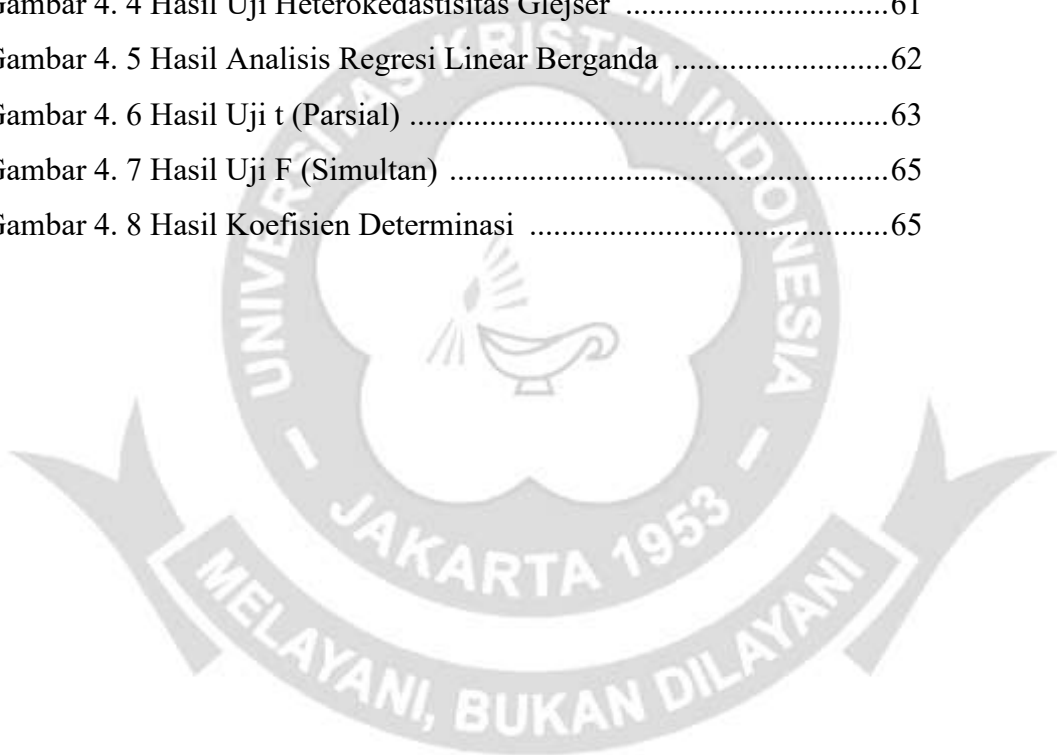 Gambar 4. 4 Hasil Uji Heterokedastisitas Glejser ..................................61
Gambar 4. 5 Hasil Analisis Regresi Linear Berganda ............................62
Gambar 4. 6 Hasil Uji t (Parsial) ..............................................................63
Gambar 4. 7 Hasil Uji F (Simultan) .........................................................65
Gambar 4. 8 Hasil Koefisien Determinasi ..............................................65
UNIVERSITAS KRISTEN INDONESIA
- JAKARTA 1953 -
MELAYANI, BUKAN DILAYANI